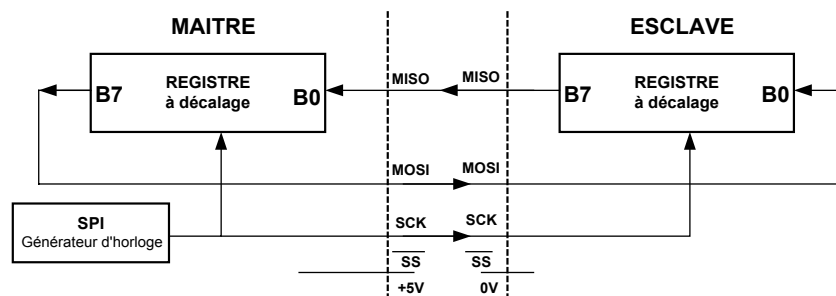 MAITRE
ESCLAVE
REGISTRE
à décalage
B7
B0
MISO
MISO
REGISTRE
à décalage
B7
B0
MOSI
MOSI
SPI
Générateur d'horloge
SCK
SCK
SS
SS
+5V
0V